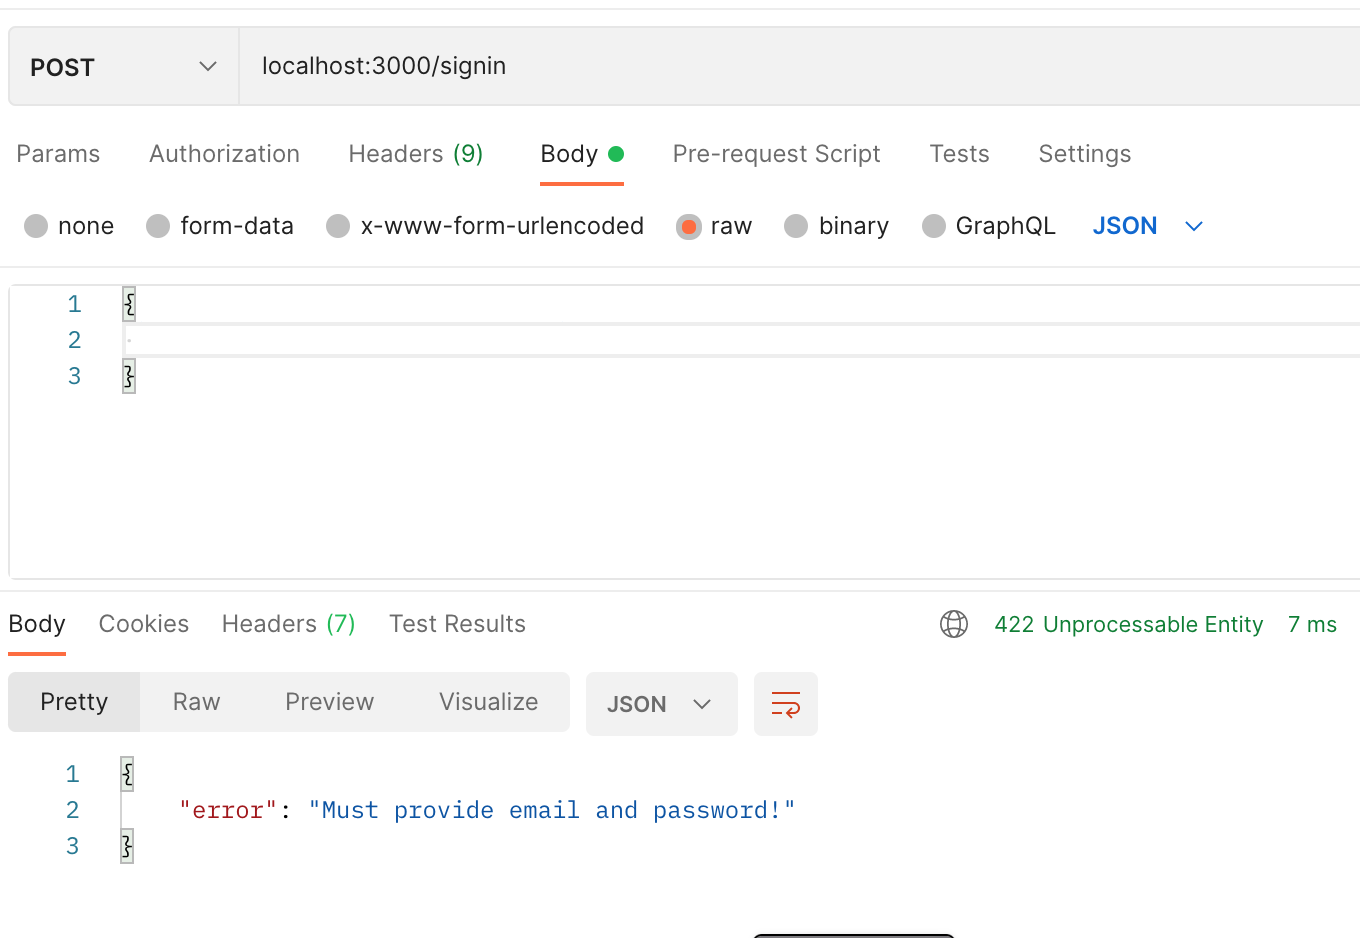 POST localhost:3000/signin
Params Authorization Headers (9) Body Pre-request Script Tests Settings
none form-data x-www-form-urlencoded raw binary GraphQL JSON
1 {
2
3 }
Body Cookies Headers (7) Test Results 422 Unprocessable Entity 7 ms
Pretty Raw Preview Visualize JSON
1 {
2 "error": "Must provide email and password!"
3 }